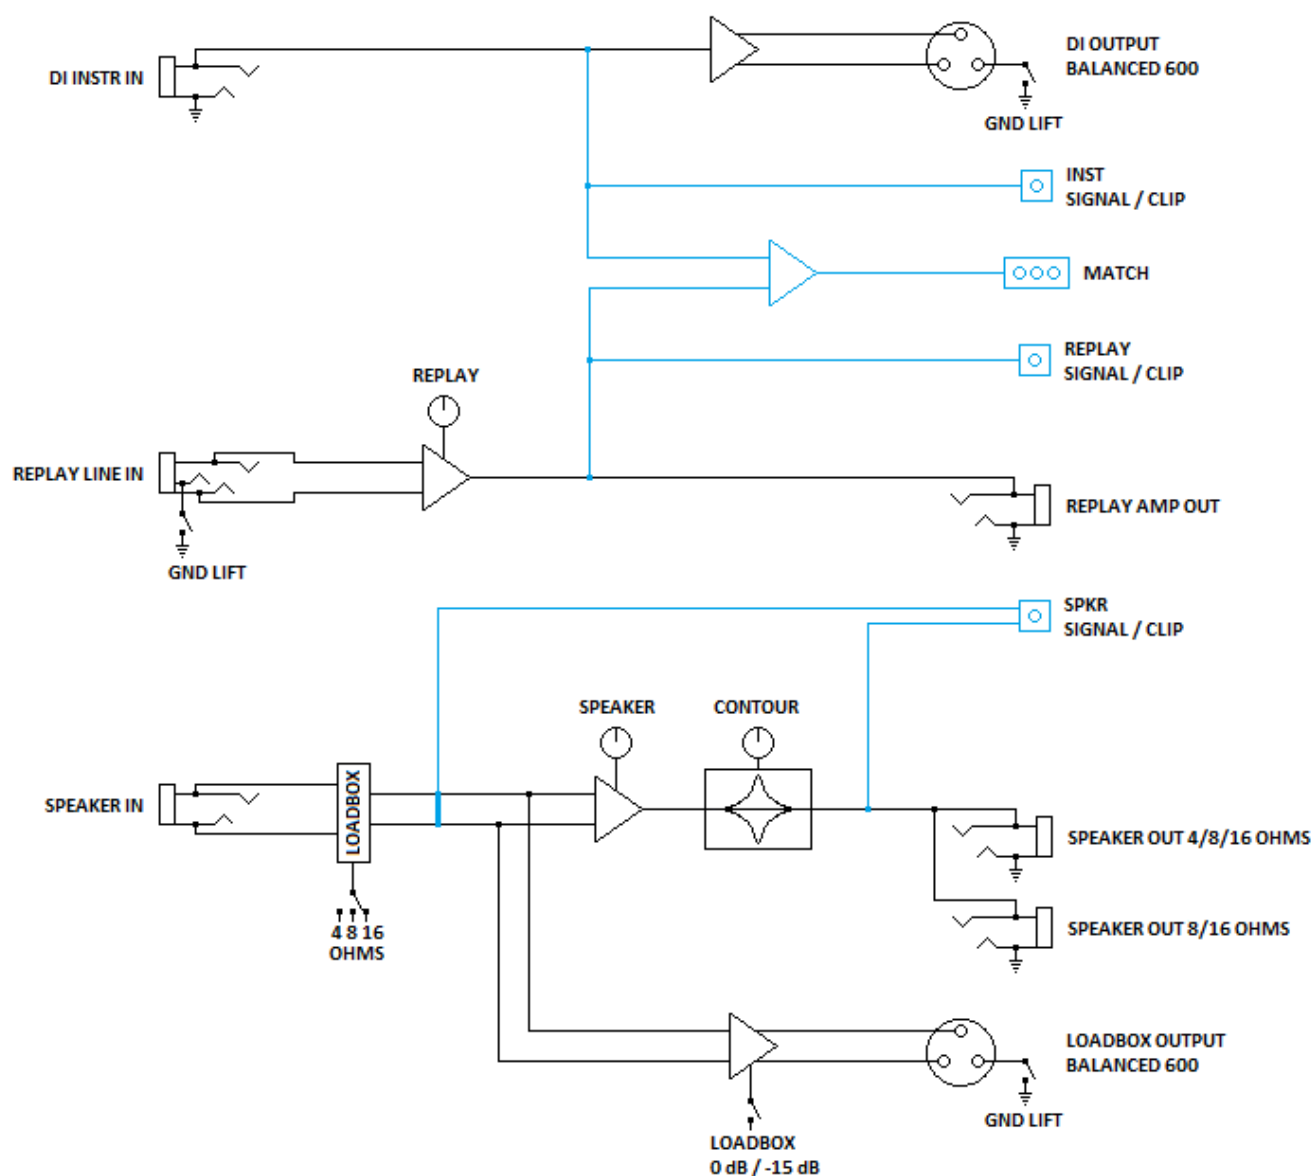 DI INSTR IN
DI OUTPUT
BALANCED 600
GND LIFT
INST
SIGNAL / CLIP
MATCH
REPLAY
SIGNAL / CLIP
REPLAY
REPLAY LINE IN
GND LIFT
REPLAY AMP OUT
SPKR
SIGNAL / CLIP
SPEAKER
CONTOUR
SPEAKER IN
LOADBOX
4 8 16
OHMS
SPEAKER OUT 4/8/16 OHMS
SPEAKER OUT 8/16 OHMS
LOADBOX OUTPUT
BALANCED 600
GND LIFT
LOADBOX
0 dB / -15 dB